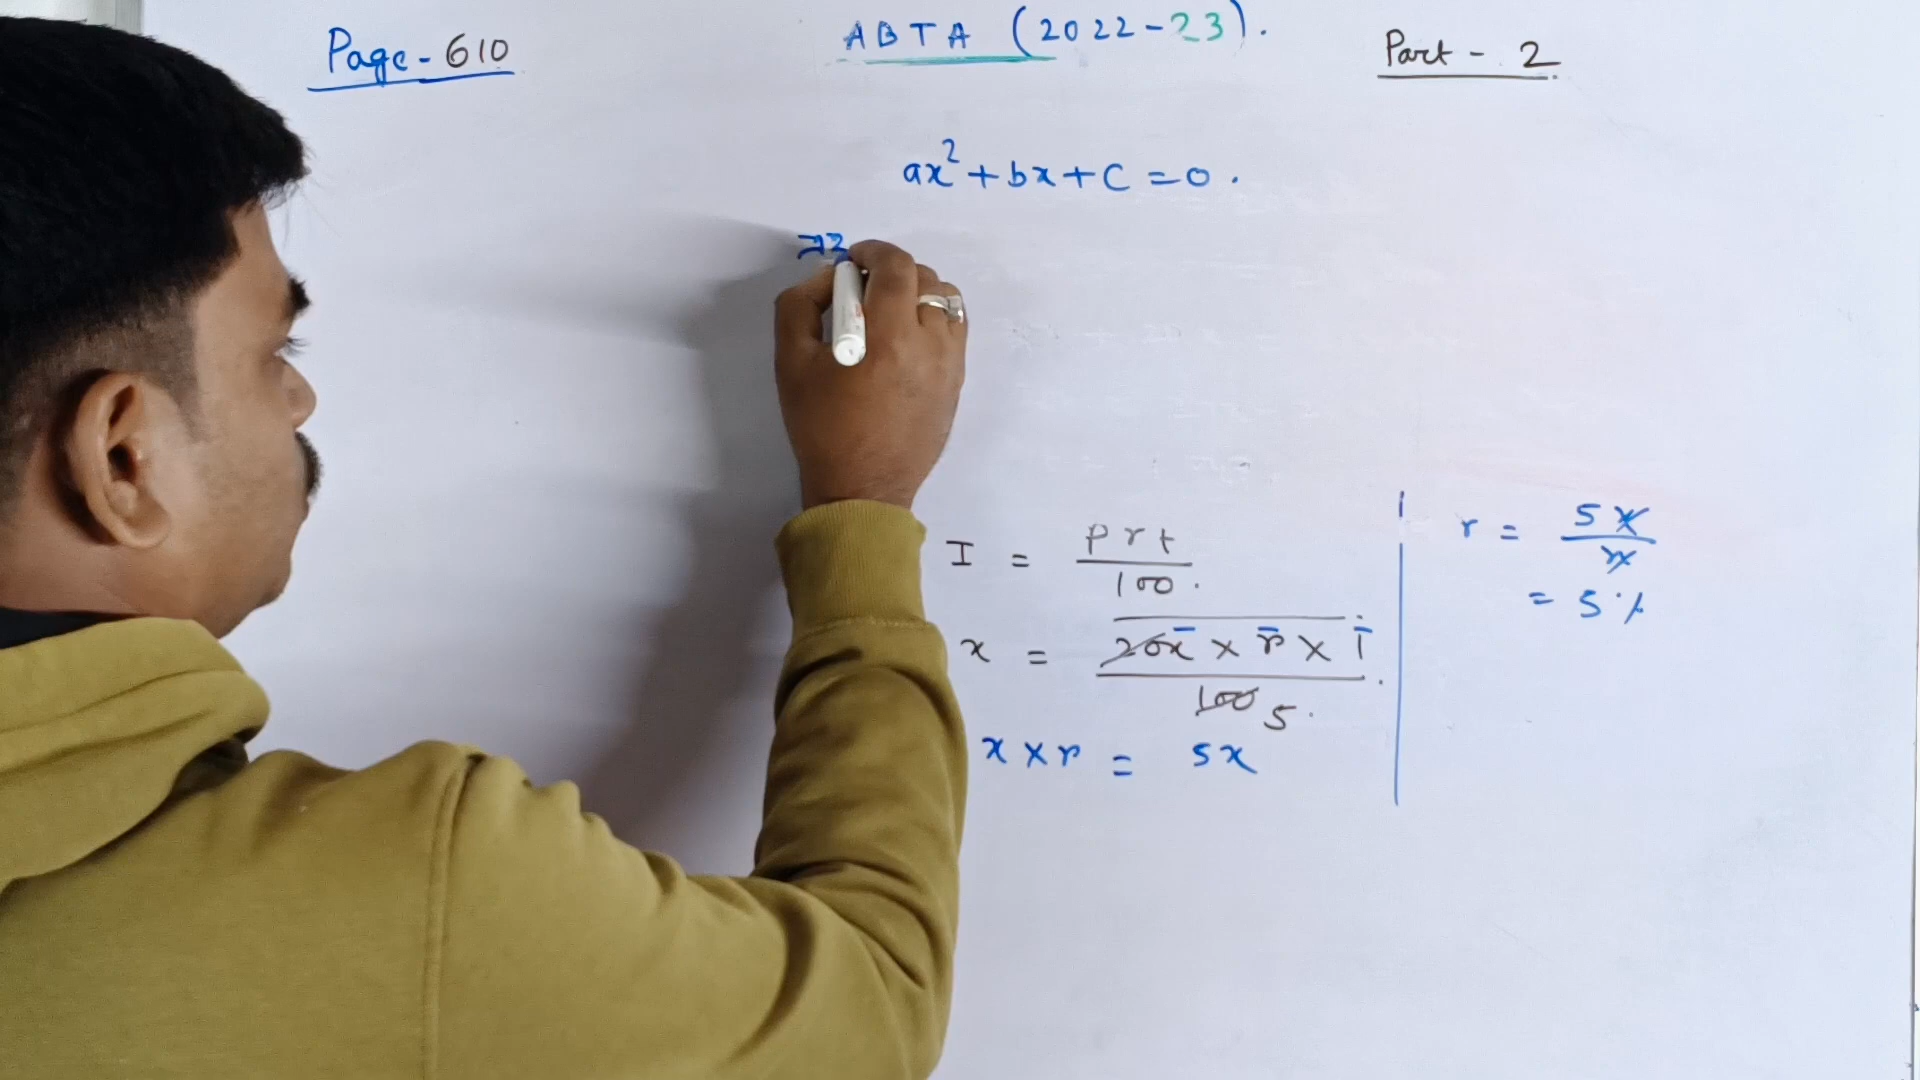 Page - 610
ABTA (2022-23).
Part - 2
ax² + bx + c = 0.
I = prt / 100.
x = 20x × r × 1 / 100 5.
x × r = 5x
r = 5x / x
= 5%